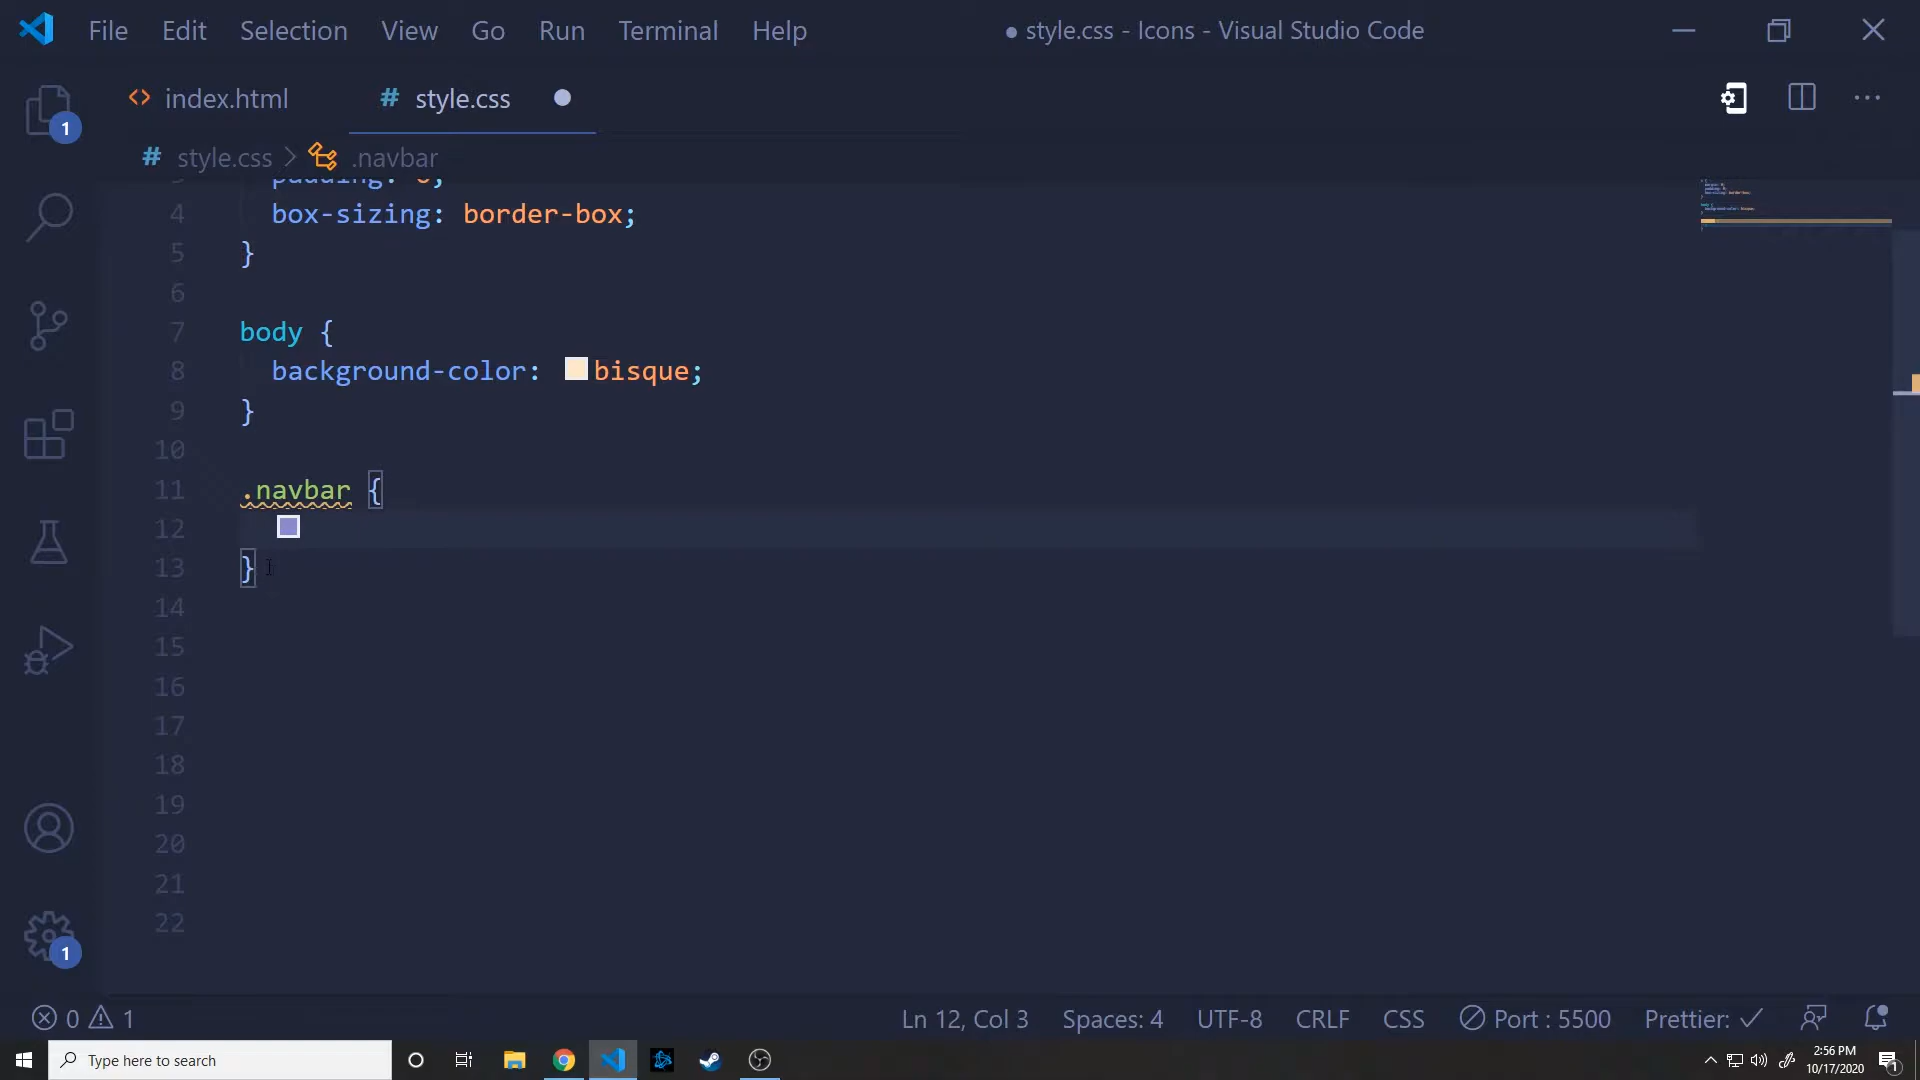 File Edit Selection View Go Run Terminal Help ● style.css - Icons - Visual Studio Code
<> index.html # style.css
1
# style.css > .navbar
4 box-sizing: border-box;
5 }
6
7 body {
8 background-color: bisque;
9 }
10
11 .navbar {
12
13 }
14
15
16
17
18
19
20
21
22
1
0 1 Ln 12, Col 3 Spaces: 4 UTF-8 CRLF CSS Port : 5500 Prettier: ✓
Type here to search
2:56 PM
10/17/2020
1